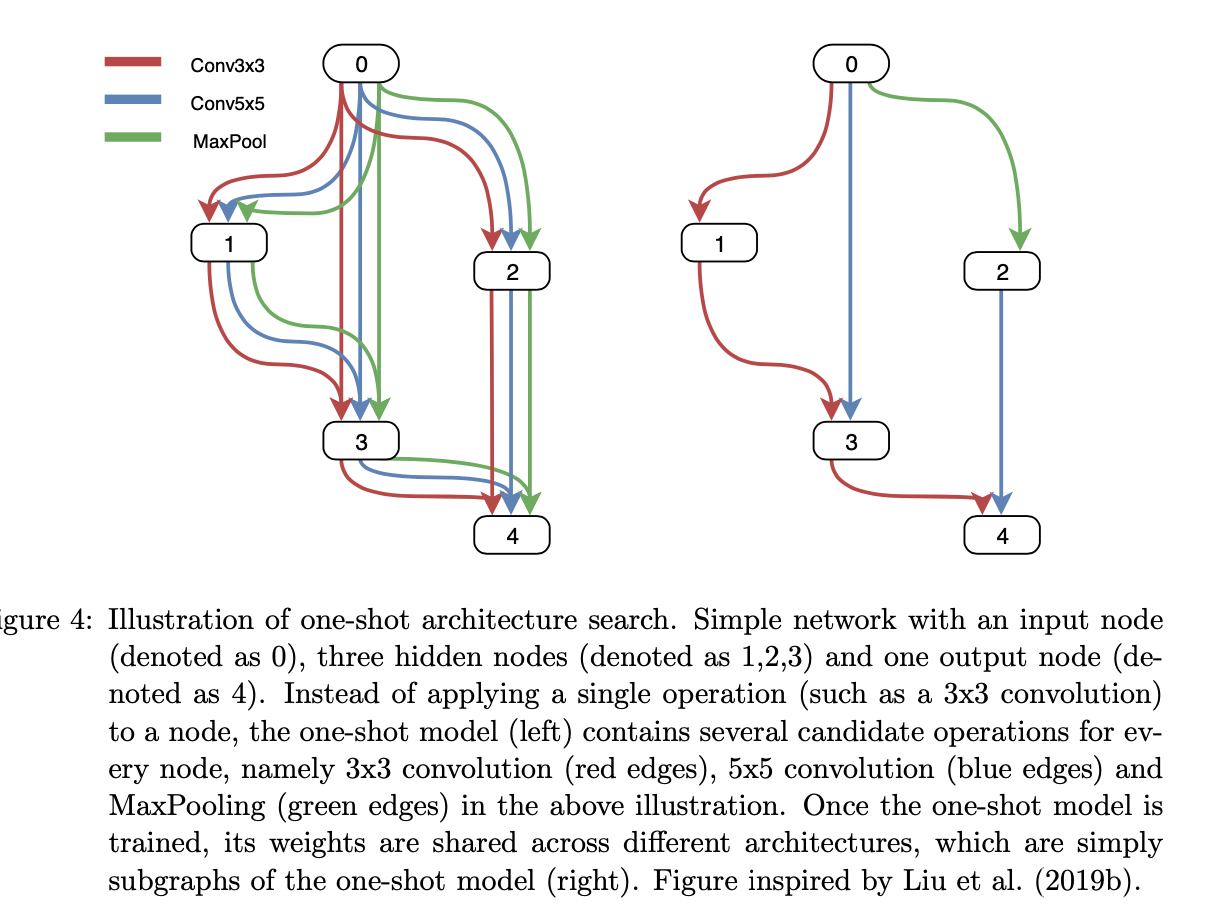 Conv3x3
Conv5x5
MaxPool
0
1
2
3
4
0
1
2
3
4
igure 4: Illustration of one-shot architecture search. Simple network with an input node
(denoted as 0), three hidden nodes (denoted as 1,2,3) and one output node (de-
noted as 4). Instead of applying a single operation (such as a 3x3 convolution)
to a node, the one-shot model (left) contains several candidate operations for ev-
ery node, namely 3x3 convolution (red edges), 5x5 convolution (blue edges) and
MaxPooling (green edges) in the above illustration. Once the one-shot model is
trained, its weights are shared across different architectures, which are simply
subgraphs of the one-shot model (right). Figure inspired by Liu et al. (2019b).